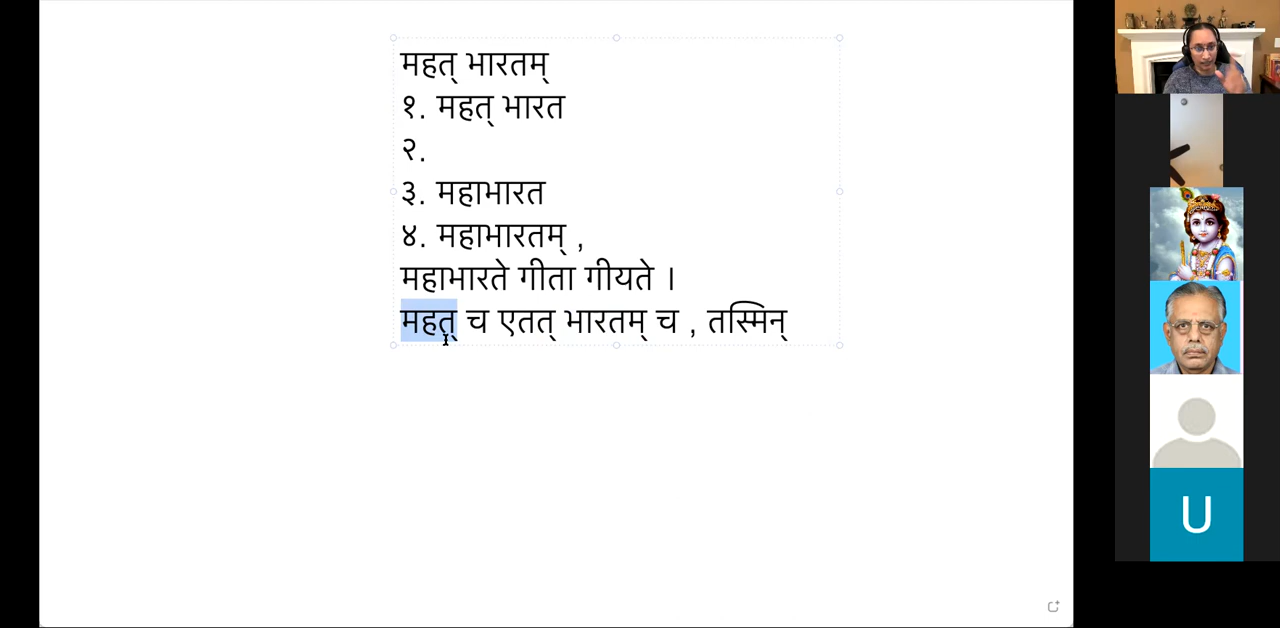 महत् भारतम्
१. महत् भारत
२.
३. महाभारत
४. महाभारतम् ,
महाभारते गीता गीयते ।
महत् च एतत् भारतम् च , तस्मिन्
U